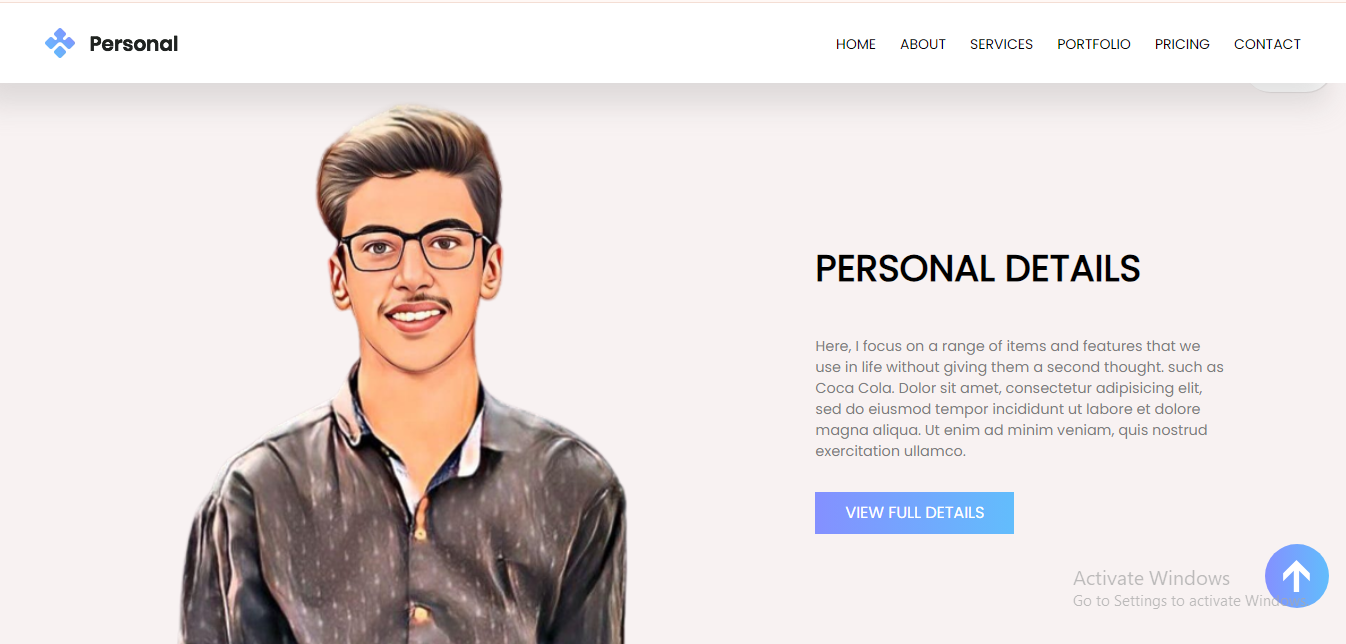 Personal
HOME ABOUT SERVICES PORTFOLIO PRICING CONTACT
PERSONAL DETAILS
Here, I focus on a range of items and features that we
use in life without giving them a second thought. such as
Coca Cola. Dolor sit amet, consectetur adipisicing elit,
sed do eiusmod tempor incididunt ut labore et dolore
magna aliqua. Ut enim ad minim veniam, quis nostrud
exercitation ullamco.
VIEW FULL DETAILS
Activate Windows
Go to Settings to activate Windows.